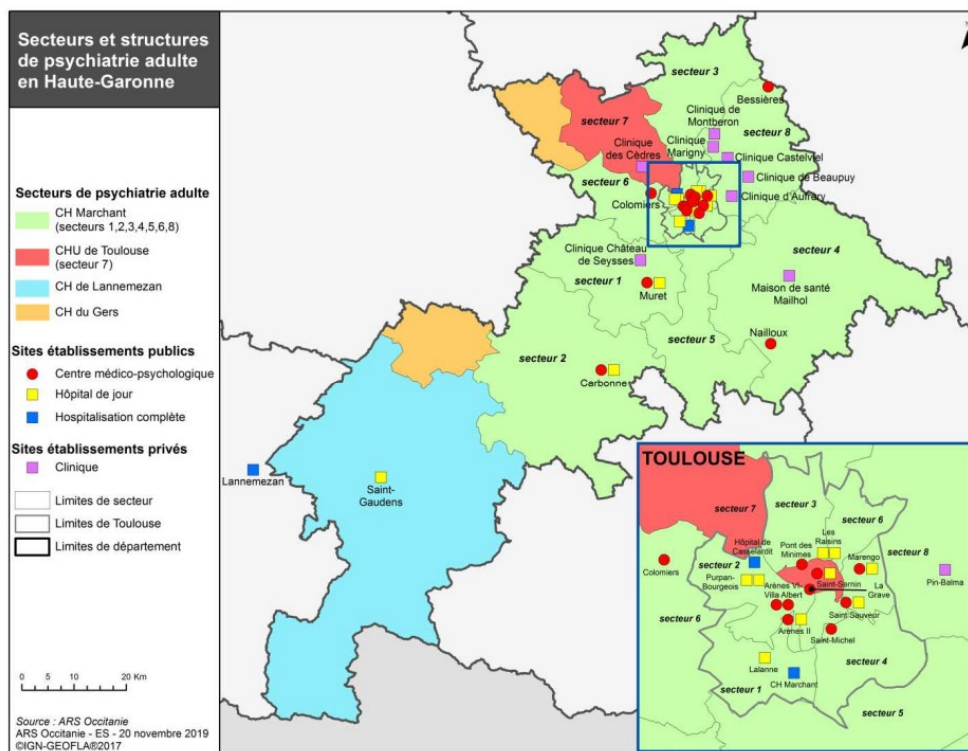 Secteurs et structures
de psychiatrie adulte
en Haute-Garonne
Secteurs de psychiatrie adulte
CH Marchant
(secteurs 1,2,3,4,5,6,8)
CHU de Toulouse
(secteur 7)
CH de Lannemezan
CH du Gers
Sites établissements publics
Centre médico-psychologique
Hôpital de jour
Hospitalisation complète
Sites établissements privés
Clinique
Limites de secteur
Limites de Toulouse
Limites de département
0 5 10 20 Km
Source : ARS Occitanie
ARS Occitanie - ES - 20 novembre 2019
©IGN-GEOFLA®2017
secteur 3
Bessières
Clinique de
Montberon
secteur 7
secteur 8
Clinique
des Cèdres
Clinique
Marigny
Clinique Castelviel
secteur 6
Clinique de Beaupuy
Colomiers
Clinique d'Aufrery
Clinique Château
de Seysses
secteur 4
secteur 1
Maison de santé
Mailhol
Muret
Nailloux
secteur 5
secteur 2
Carbonne
Lannemezan
Saint-
Gaudens
TOULOUSE
secteur 7
secteur 3
secteur 6
Les
Raisins
Pont des
Minimes
Hôpital de
Casselardit
Marengo
secteur 8
Colomiers
secteur 2
Purpan-
Bourgeois
Arènes VI-
Villa Albert
Saint-Sernin
La
Grave
Pin-Balma
Saint Sauveur
secteur 6
Arènes II
Saint-Michel
Lalanne
secteur 4
CH Marchant
secteur 1
secteur 5